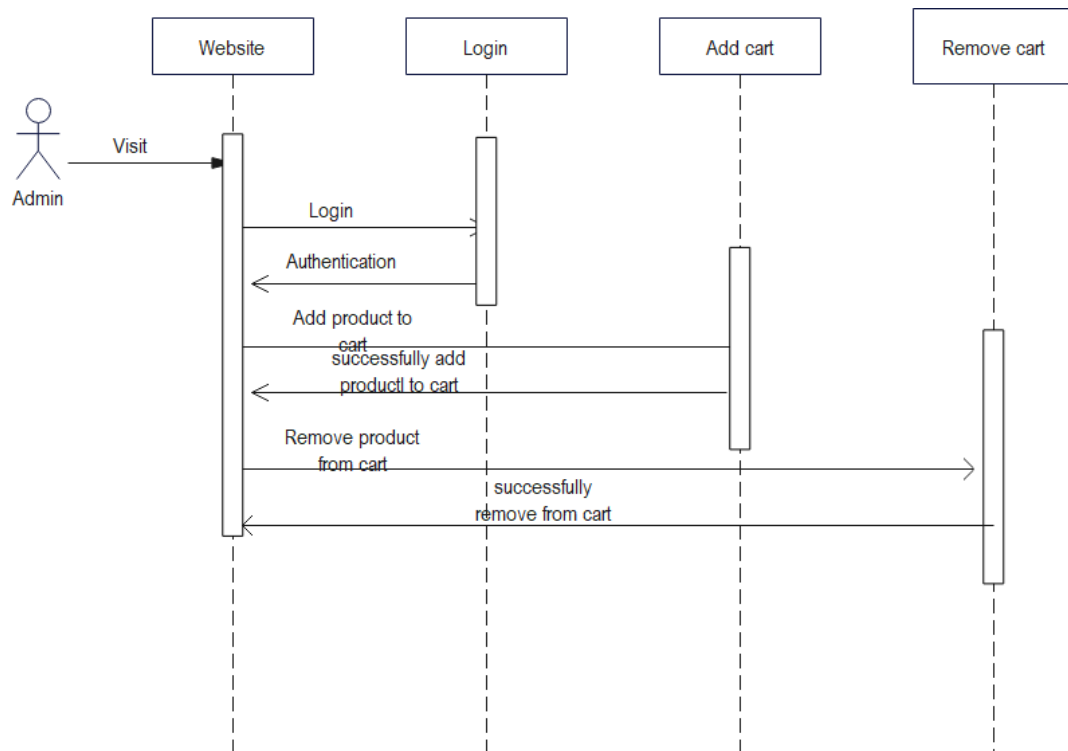 Website
Login
Add cart
Remove cart
Visit
Admin
Login
Authentication
Add product to
cart
successfully add
productl to cart
Remove product
from cart
successfully
remove from cart